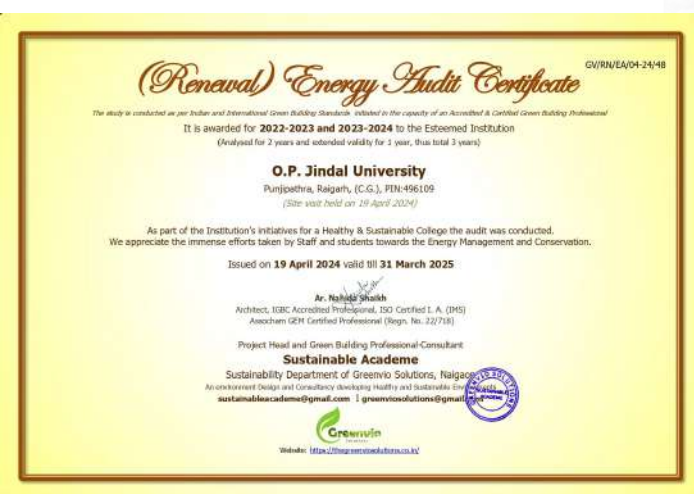 GV/RN/EA/04-24/48
(Renewal) Energy Audit Certificate
The study is conducted as per Indian and International Green Building Standards initiated in the capacity of an Accredited & Certified Green Building Professional
It is awarded for 2022-2023 and 2023-2024 to the Esteemed Institution
(Analysed for 2 years and extended validity for 1 year, thus total 3 years)
O.P. Jindal University
Punjipathra, Raigarh, (C.G.), PIN:496109
(Site visit held on 19 April 2024)
As part of the Institution's initiatives for a Healthy & Sustainable College the audit was conducted.
We appreciate the immense efforts taken by Staff and students towards the Energy Management and Conservation.
Issued on 19 April 2024 valid till 31 March 2025
Ar. Nahida Shaikh
Architect, IGBC Accredited Professional, ISO Certified I. A. (IMS)
Assocham GEM Certified Professional (Regn. No. 22/718)
Project Head and Green Building Professional-Consultant
Sustainable Academe
Sustainability Department of Greenvio Solutions, Naigaon
An environment Design and Consultancy developing Healthy and Sustainable Environments
sustainableacademe@gmail.com | greenviosolutions@gmail.com
GREENVIO SOLUTIONS
SUSTAINABLE
ACADEME
Greenvio
Website: https://thegreenviosolutions.co.in/